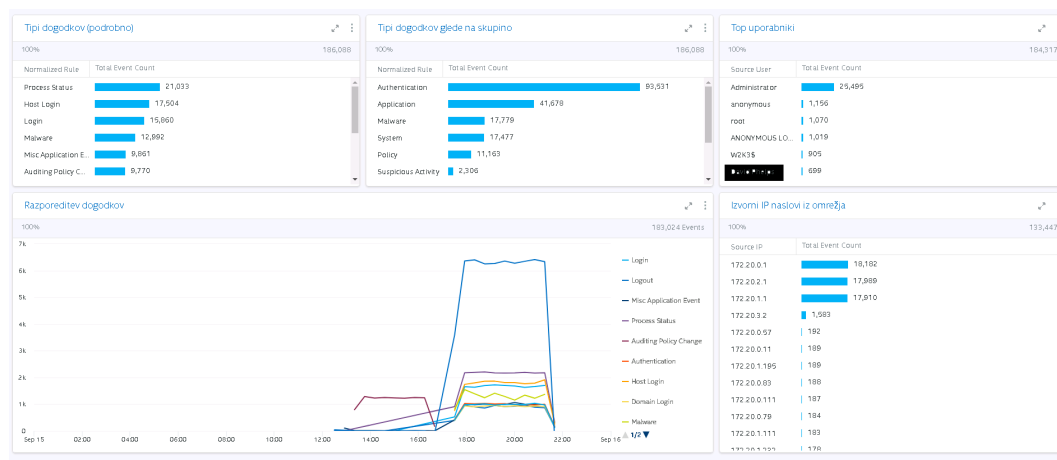 Tipi dogodkov (podrobno)
100% 186,088
Normalized Rule Total Event Count
Process Status 21,033
Host Login 17,504
Login 15,860
Malware 12,992
Misc Application E... 9,861
Auditing Policy C... 9,770
Tipi dogodkov glede na skupino
100% 186,088
Normalized Rule Total Event Count
Authentication 93,531
Application 41,678
Malware 17,779
System 17,477
Policy 11,163
Suspicious Activity 2,306
Top uporabniki
100% 184,317
Source User Total Event Count
Administrator 25,495
anonymous 1,156
root 1,070
ANONYMOUS LO... 1,019
W2K3$ 905
699
Razporeditev dogodkov
100% 183,024 Events
7k
6k
5k
4k
3k
2k
1k
0
Sep 15 02:00 04:00 06:00 08:00 10:00 12:00 14:00 16:00 18:00 20:00 22:00 Sep 16
Login
Logout
Misc Application Event
Process Status
Auditing Policy Change
Authentication
Host Login
Domain Login
Malware
1/2
Izvorni IP naslovi iz omrežja
100% 133,447
Source IP Total Event Count
172.20.0.1 18,182
172.20.2.1 17,989
172.20.1.1 17,910
172.20.3.2 1,583
172.20.0.57 192
172.20.0.11 189
172.20.1.195 189
172.20.0.83 188
172.20.0.111 187
172.20.0.79 184
172.20.1.111 183
172.20.1.232 178